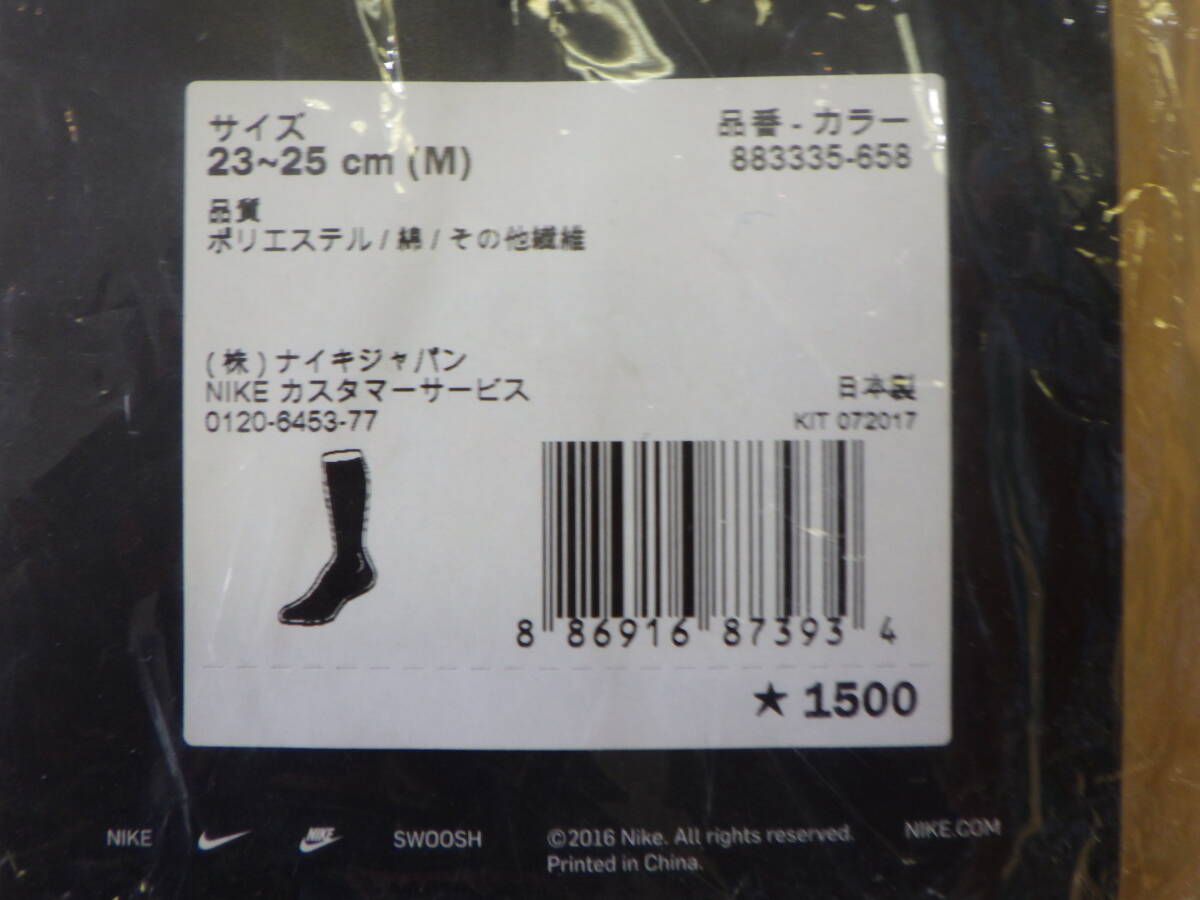 サイズ
23~25 cm (M)
品番 - カラー
883335-658
品質
ポリエステル / 綿 / その他繊維
(株) ナイキジャパン
NIKE カスタマーサービス
0120-6453-77
日本製
KIT 072017
8 86916 87393 4
★ 1500
NIKE
NIKE
SWOOSH
©2016 Nike. All rights reserved.
Printed in China.
NIKE.COM